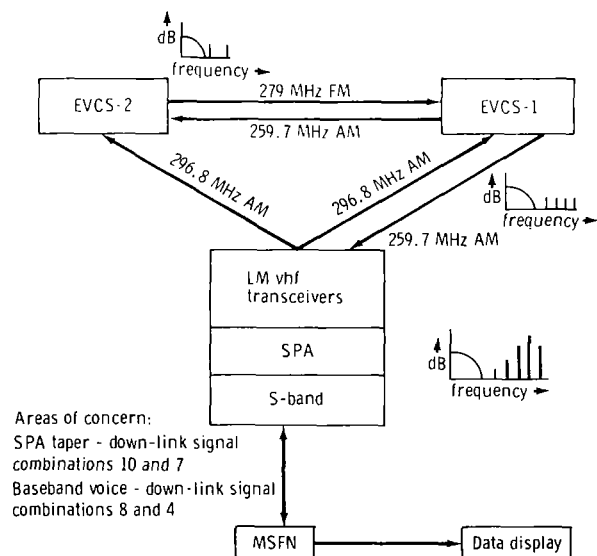 dB
frequency
EVCS-2
279 MHz FM
259.7 MHz AM
EVCS-1
296.8 MHz AM
296.8 MHz AM
dB
frequency
259.7 MHz AM
LM vhf
transceivers
SPA
S-band
dB
frequency
Areas of concern:
SPA taper - down-link signal
combinations 10 and 7
Baseband voice - down-link signal
combinations 8 and 4
MSFN
Data display